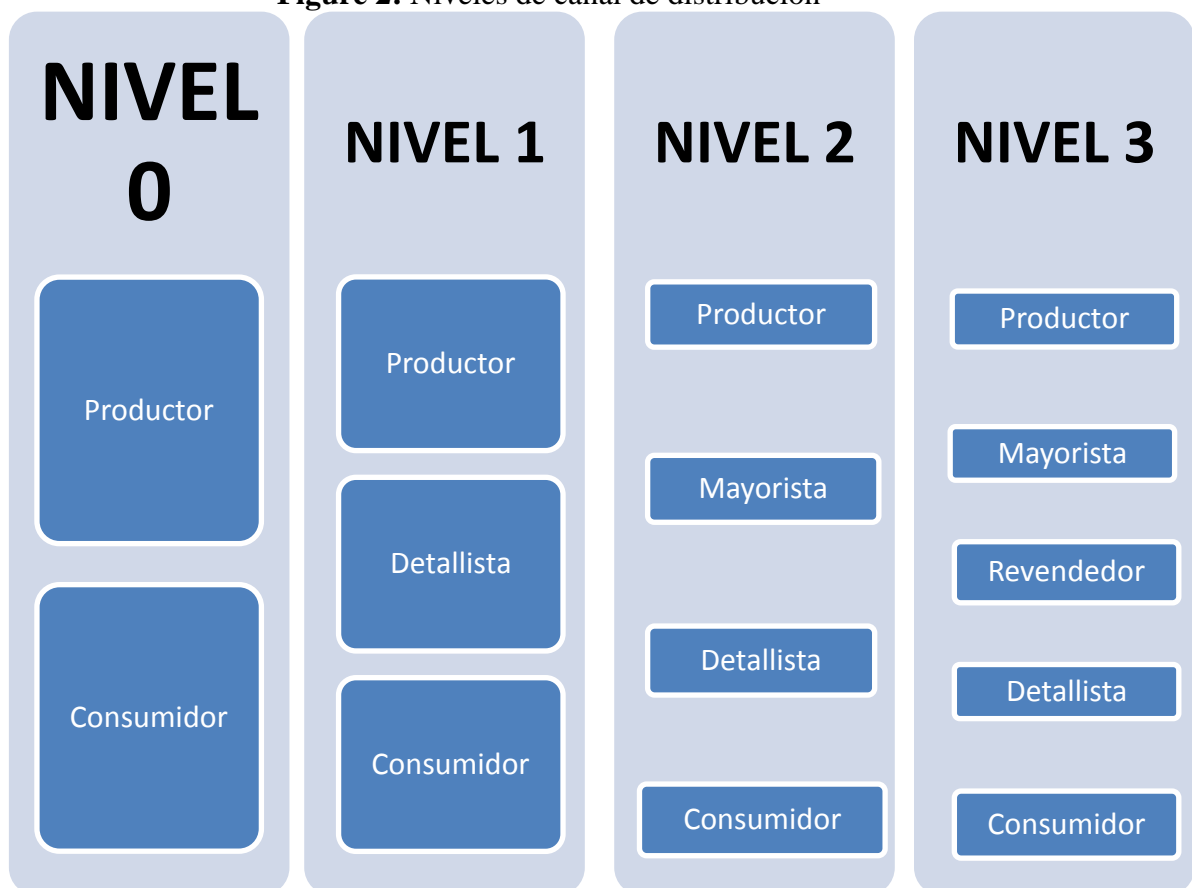 Figure 2: Niveles de canal de distribución
NIVEL
0
Productor
Consumidor
NIVEL 1
Productor
Detallista
Consumidor
NIVEL 2
Productor
Mayorista
Detallista
Consumidor
NIVEL 3
Productor
Mayorista
Revendedor
Detallista
Consumidor